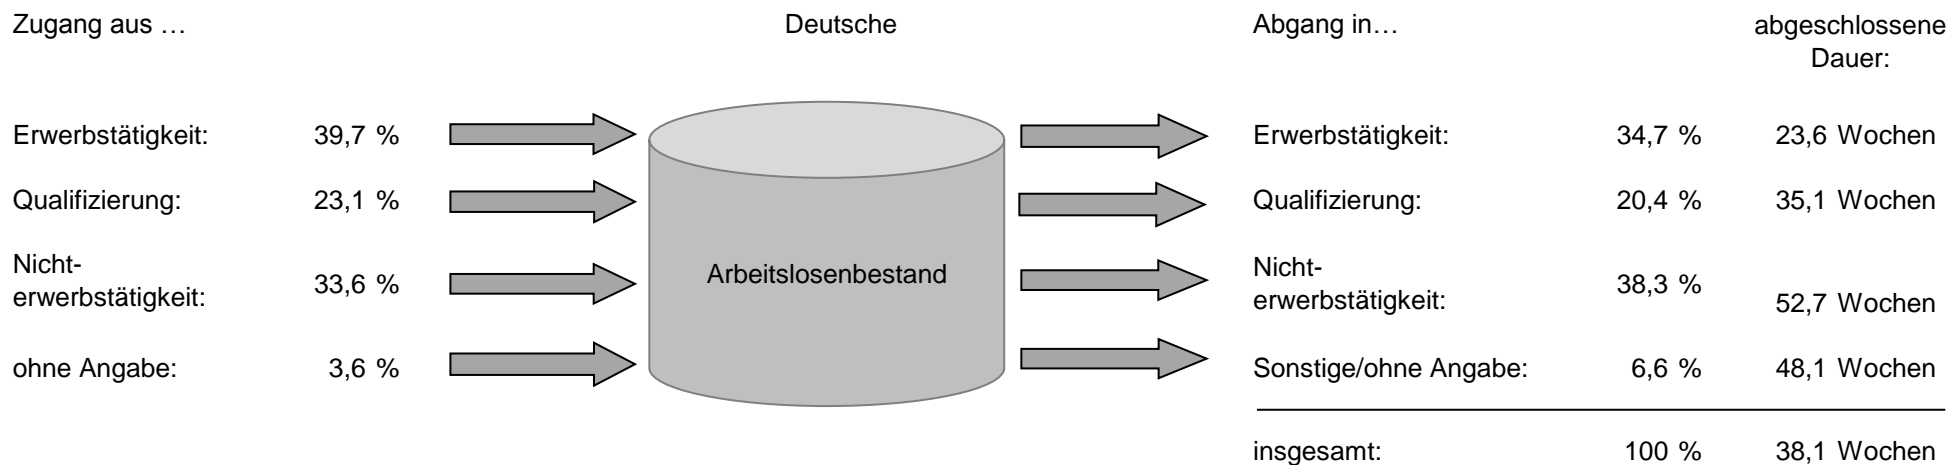 Zugang aus …
Deutsche
Abgang in…
abgeschlossene
Dauer:
Erwerbstätigkeit: 39,7 %
Erwerbstätigkeit: 34,7 % 23,6 Wochen
Qualifizierung: 23,1 %
Qualifizierung: 20,4 % 35,1 Wochen
Nicht-
erwerbstätigkeit: 33,6 %
Arbeitslosenbestand
Nicht-
erwerbstätigkeit: 38,3 % 52,7 Wochen
ohne Angabe: 3,6 %
Sonstige/ohne Angabe: 6,6 % 48,1 Wochen
insgesamt: 100 % 38,1 Wochen